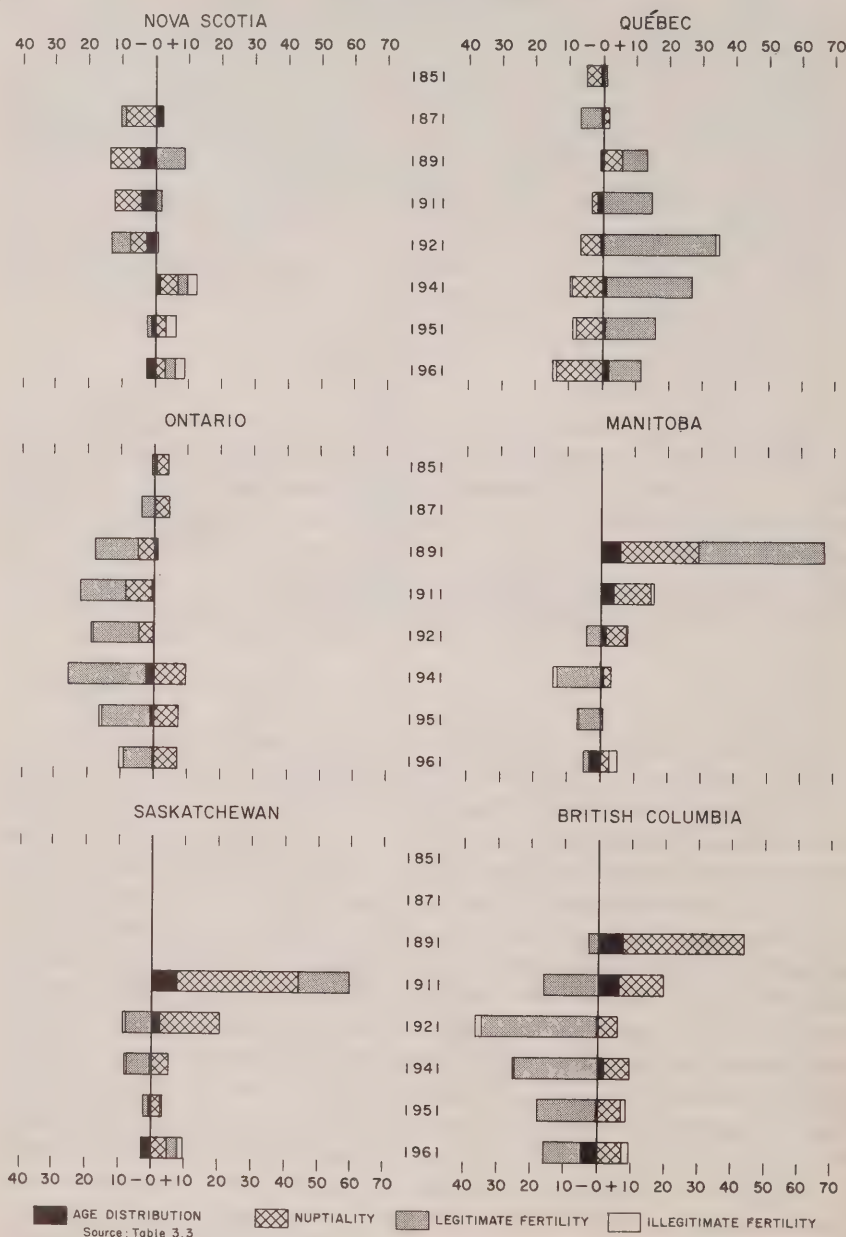 NOVA SCOTIA
QUÉBEC
40 30 20 10 – 0 + 10 20 30 40 50 60 70
40 30 20 10 – 0 + 10 20 30 40 50 60 70
1851
1871
1891
1911
1921
1941
1951
1961
ONTARIO
MANITOBA
1851
1871
1891
1911
1921
1941
1951
1961
SASKATCHEWAN
BRITISH COLUMBIA
1851
1871
1891
1911
1921
1941
1951
1961
40 30 20 10 – 0 + 10 20 30 40 50 60 70
40 30 20 10 – 0 + 10 20 30 40 50 60 70
AGE DISTRIBUTION NUPTIALITY LEGITIMATE FERTILITY ILLEGITIMATE FERTILITY
Source: Table 3.3